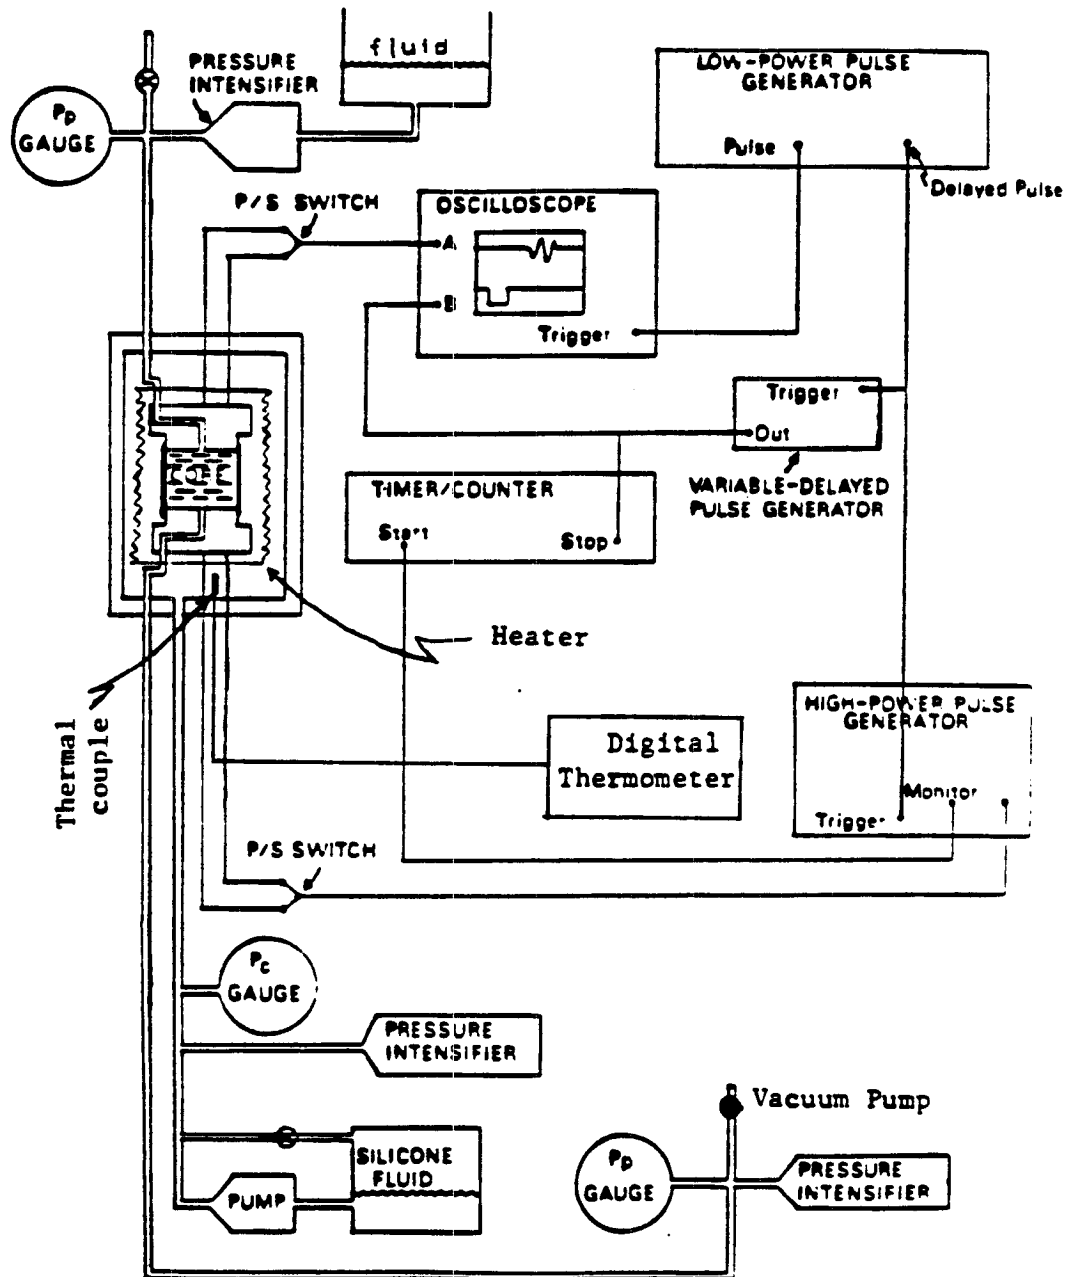 fluid
PRESSURE
INTENSIFIER
Pp
GAUGE
LOW-POWER PULSE
GENERATOR
Pulse
Delayed Pulse
P/S SWITCH
OSCILLOSCOPE
A
B
Trigger
Trigger
Out
VARIABLE-DELAYED
PULSE GENERATOR
TIMER/COUNTER
Start
Stop
Heater
Thermal
couple
Digital
Thermometer
HIGH-POWER PULSE
GENERATOR
Monitor
Trigger
P/S SWITCH
Pc
GAUGE
PRESSURE
INTENSIFIER
Vacuum Pump
SILICONE
FLUID
PUMP
Pp
GAUGE
PRESSURE
INTENSIFIER